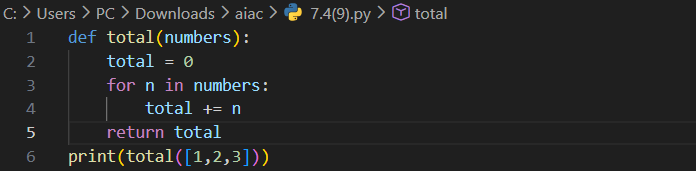 C: > Users > PC > Downloads > aiac > 7.4(9).py > total
1 def total(numbers):
2     total = 0
3     for n in numbers:
4         total += n
5     return total
6 print(total([1,2,3]))